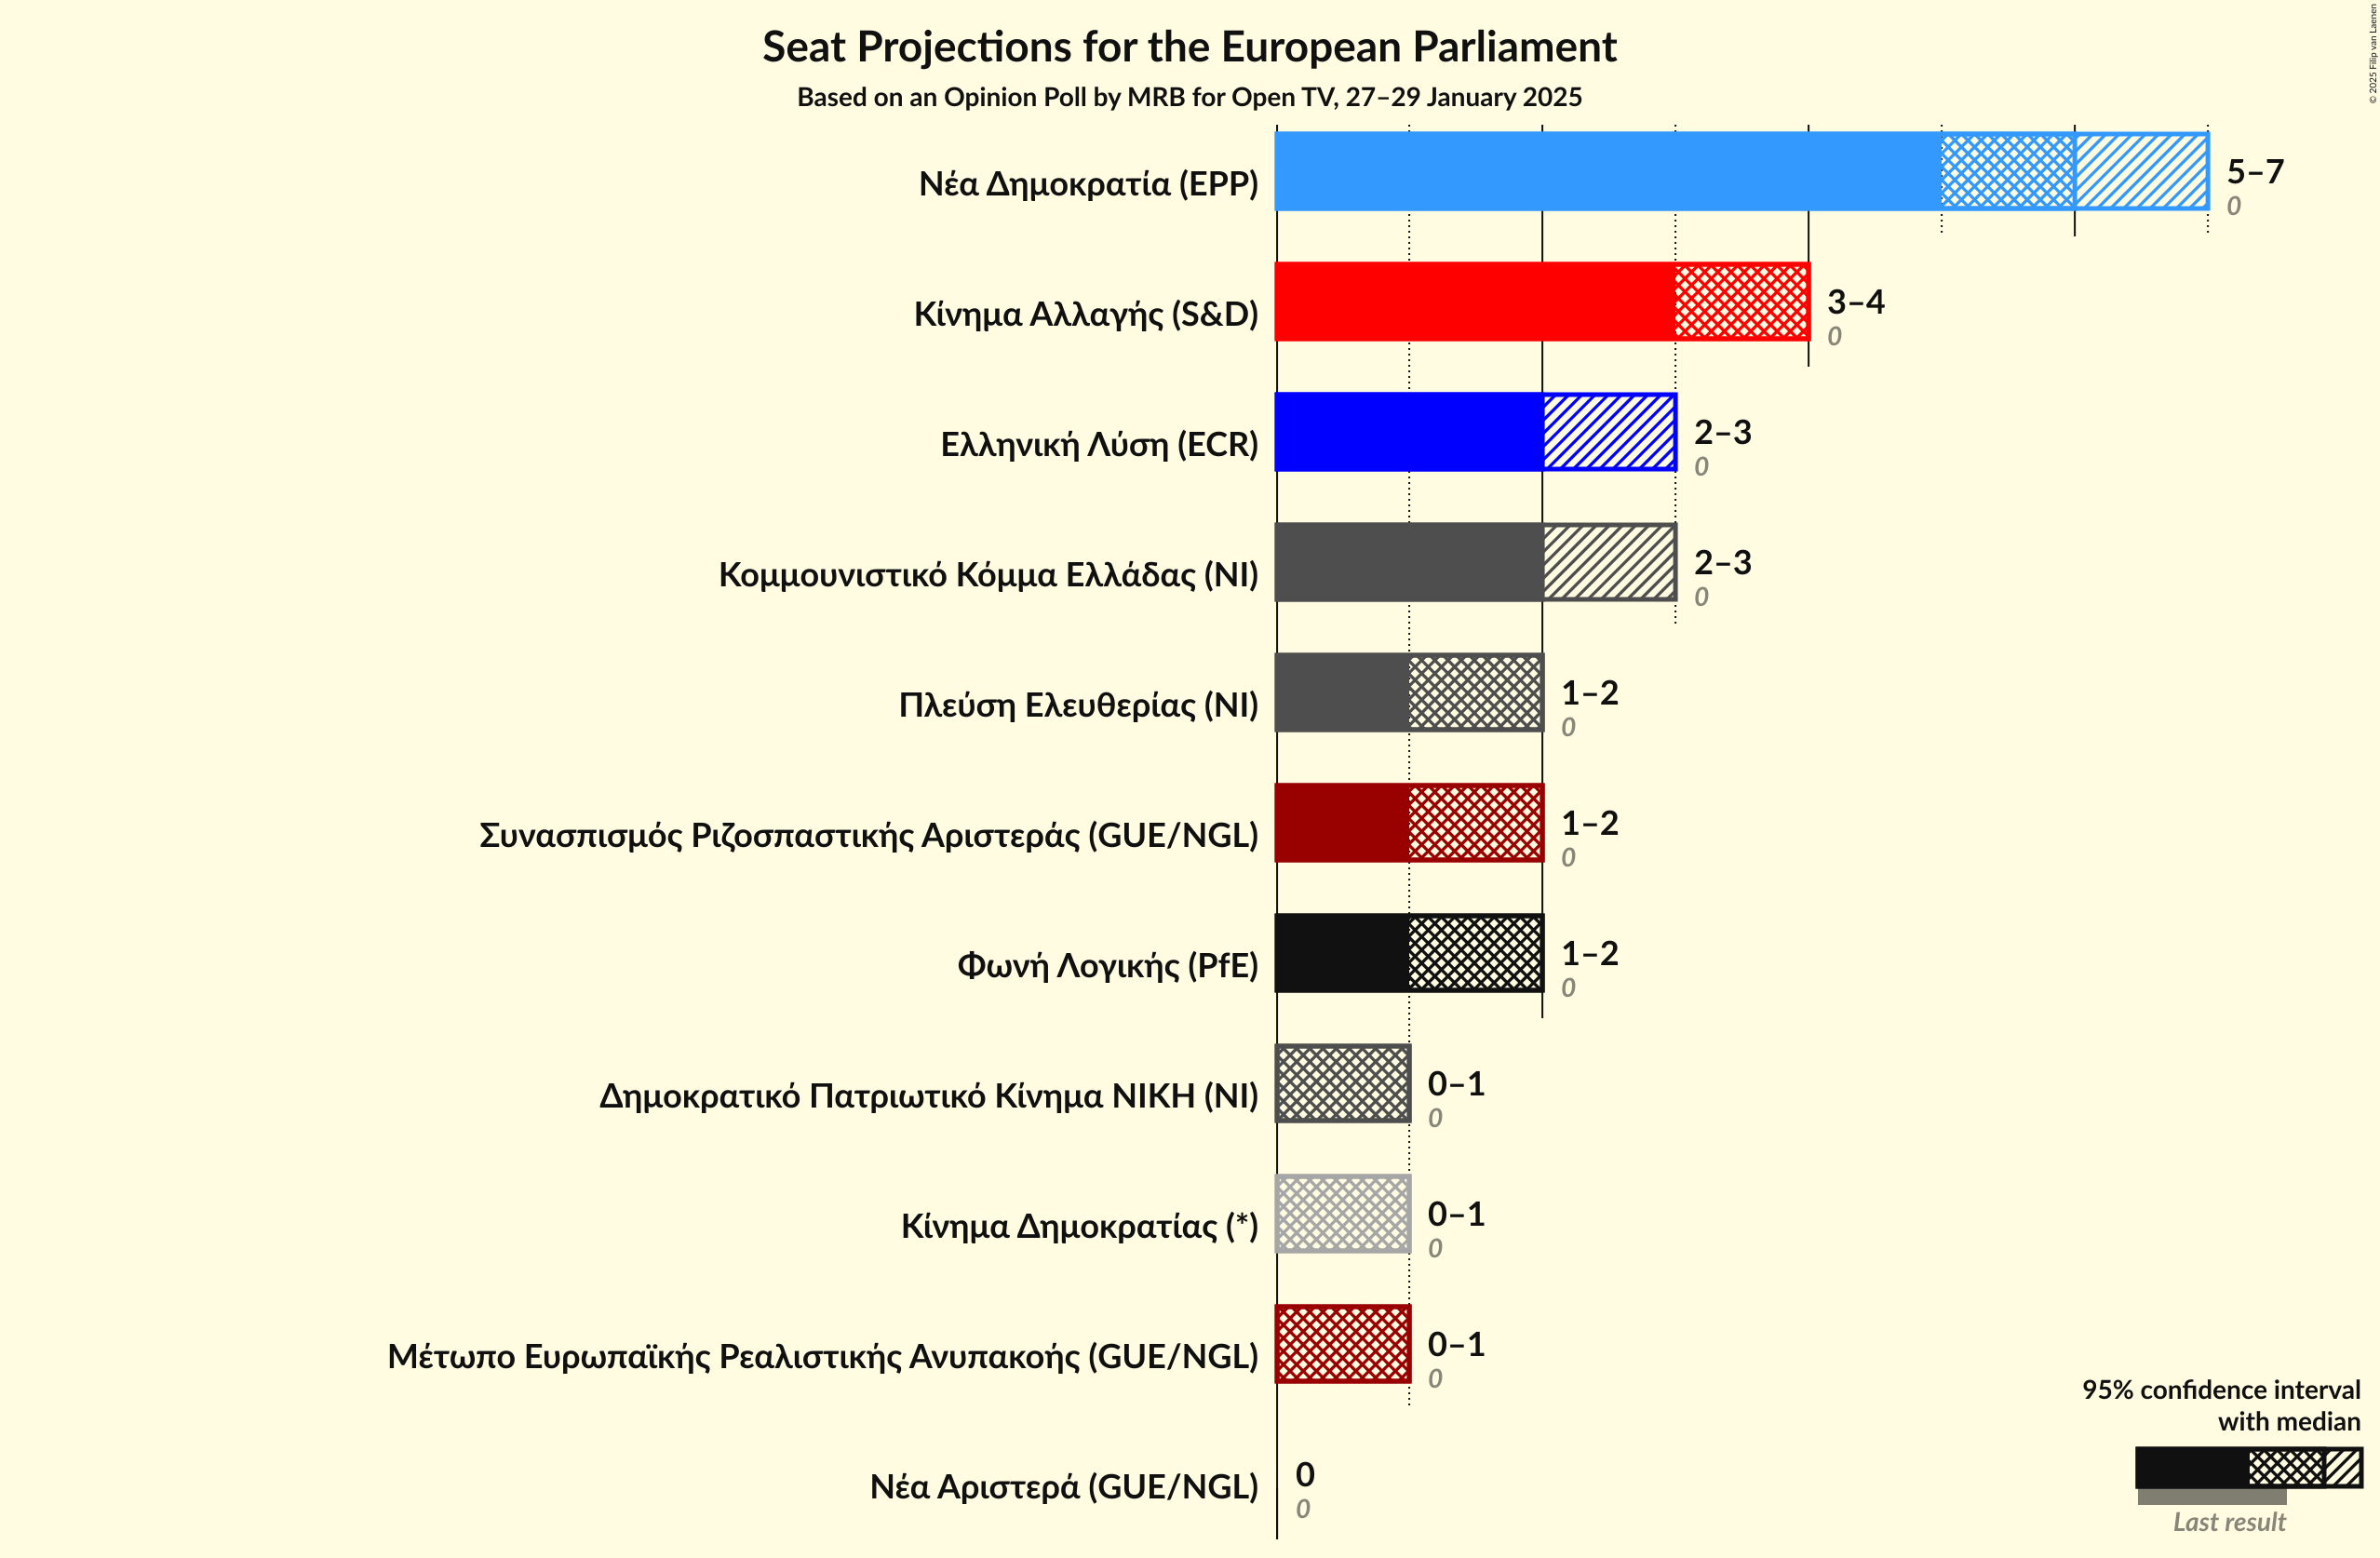 Seat Projections for the European Parliament
Based on an Opinion Poll by MRB for Open TV, 27–29 January 2025
© 2025 Filip van Laenen
Νέα Δημοκρατία (EPP)
5–7
0
Κίνημα Αλλαγής (S&D)
3–4
0
Ελληνική Λύση (ECR)
2–3
0
Κομμουνιστικό Κόμμα Ελλάδας (NI)
2–3
0
Πλεύση Ελευθερίας (NI)
1–2
0
Συνασπισμός Ριζοσπαστικής Αριστεράς (GUE/NGL)
1–2
0
Φωνή Λογικής (PfE)
1–2
0
Δημοκρατικό Πατριωτικό Κίνημα ΝΙΚΗ (NI)
0–1
0
Κίνημα Δημοκρατίας (*)
0–1
0
Μέτωπο Ευρωπαϊκής Ρεαλιστικής Ανυπακοής (GUE/NGL)
0–1
0
Νέα Αριστερά (GUE/NGL)
0
0
95% confidence interval
with median
Last result